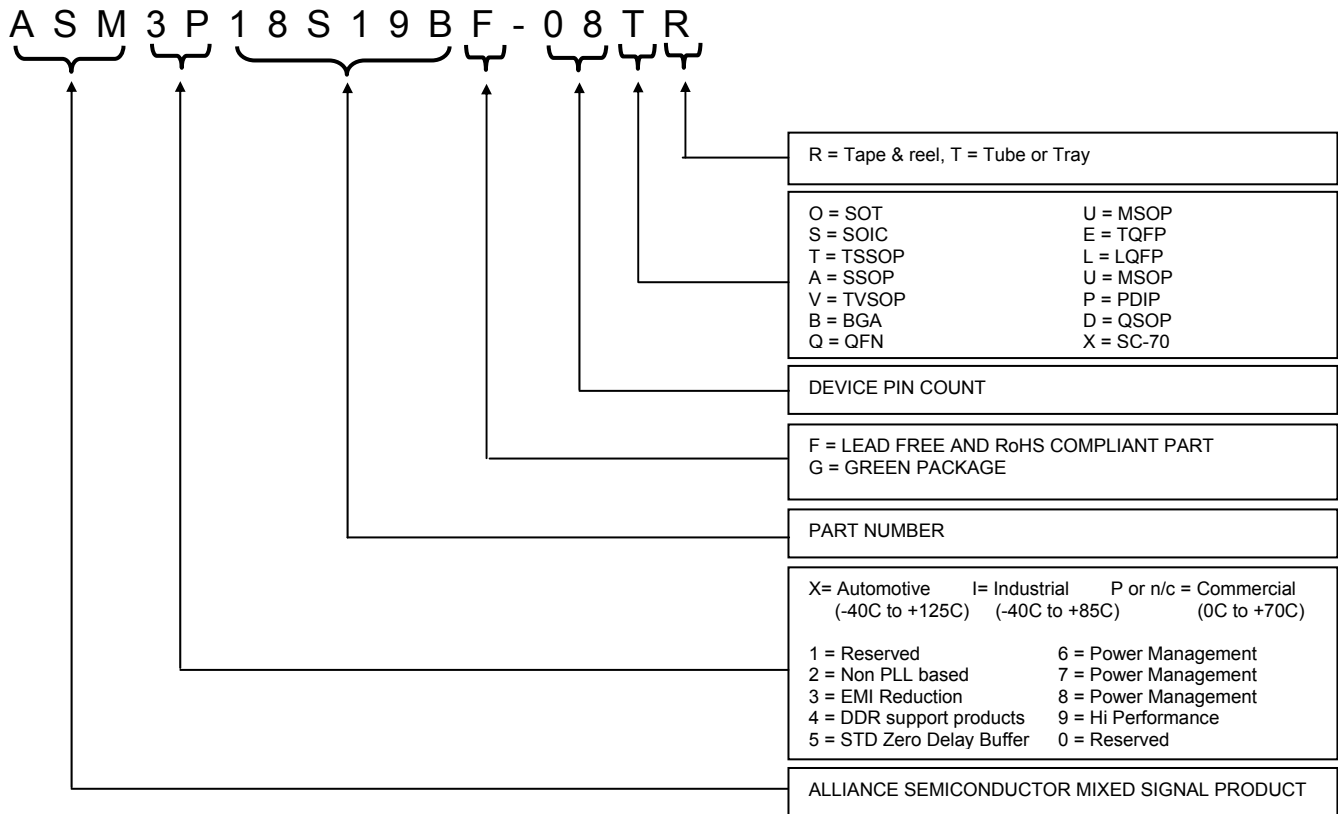 A S M 3 P 1 8 S 1 9 B F - 0 8 T R
R = Tape & reel, T = Tube or Tray
O = SOT U = MSOP
S = SOIC E = TQFP
T = TSSOP L = LQFP
A = SSOP U = MSOP
V = TVSOP P = PDIP
B = BGA D = QSOP
Q = QFN X = SC-70
DEVICE PIN COUNT
F = LEAD FREE AND RoHS COMPLIANT PART
G = GREEN PACKAGE
PART NUMBER
X= Automotive I= Industrial P or n/c = Commercial
(-40C to +125C) (-40C to +85C) (0C to +70C)
1 = Reserved 6 = Power Management
2 = Non PLL based 7 = Power Management
3 = EMI Reduction 8 = Power Management
4 = DDR support products 9 = Hi Performance
5 = STD Zero Delay Buffer 0 = Reserved
ALLIANCE SEMICONDUCTOR MIXED SIGNAL PRODUCT